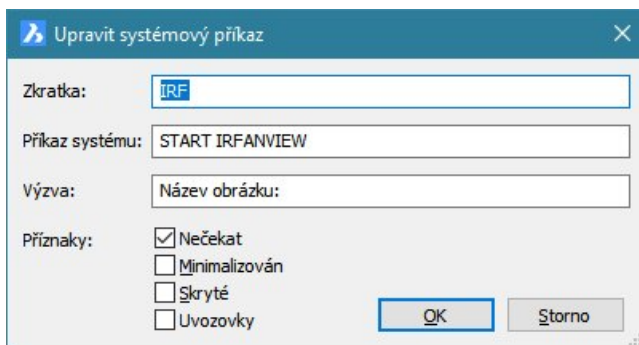 Upravit systémový příkaz
Zkratka: IRF
Příkaz systému: START IRFANVIEW
Výzva: Název obrázku:
Příznaky: Nečekat
Minimalizován
Skryté
Uvozovky
OK Storno